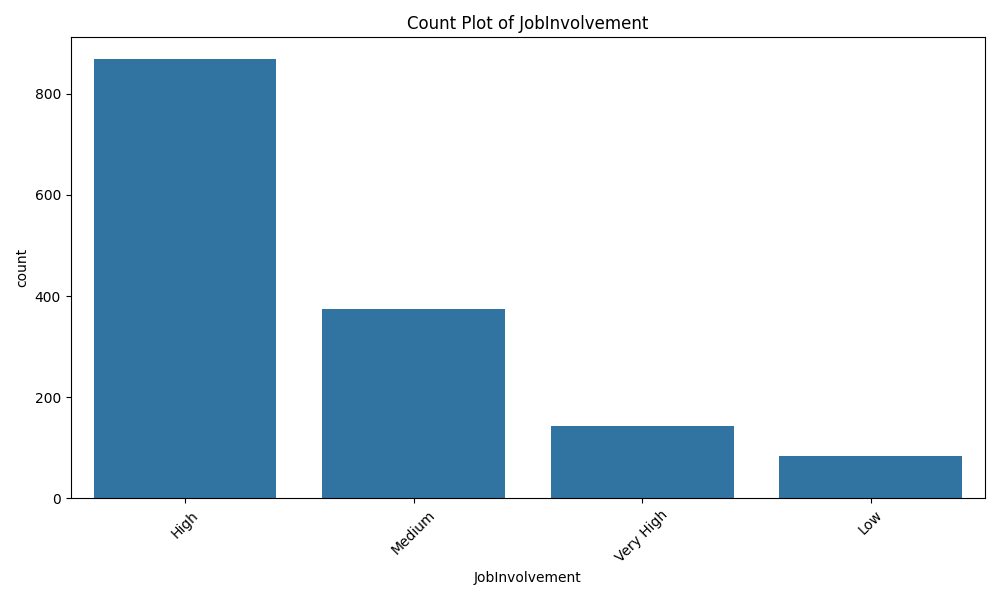 Count Plot of JobInvolvement
count
800
600
400
200
0
High
Medium
Very High
Low
JobInvolvement